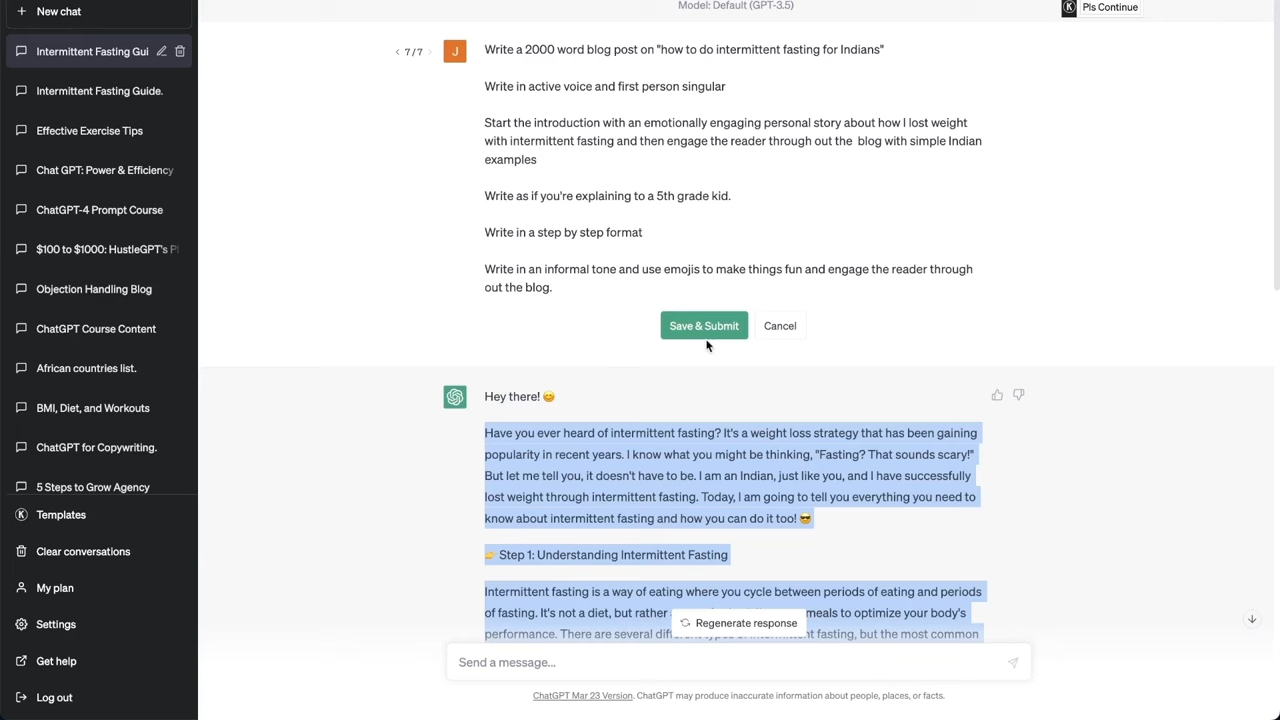 New chat
Model: Default (GPT-3.5)
Pls Continue
Intermittent Fasting Gui
Intermittent Fasting Guide.
Effective Exercise Tips
Chat GPT: Power & Efficiency
ChatGPT-4 Prompt Course
$100 to $1000: HustleGPT's Pl
Objection Handling Blog
ChatGPT Course Content
African countries list.
BMI, Diet, and Workouts
ChatGPT for Copywriting.
5 Steps to Grow Agency
Templates
Clear conversations
My plan
Settings
Get help
Log out
< 7 / 7 >
J
Write a 2000 word blog post on "how to do intermittent fasting for Indians"
Write in active voice and first person singular
Start the introduction with an emotionally engaging personal story about how I lost weight
with intermittent fasting and then engage the reader through out the blog with simple Indian
examples
Write as if you're explaining to a 5th grade kid.
Write in a step by step format
Write in an informal tone and use emojis to make things fun and engage the reader through
out the blog.
Save & Submit
Cancel
Hey there! 😊
Have you ever heard of intermittent fasting? It's a weight loss strategy that has been gaining
popularity in recent years. I know what you might be thinking, "Fasting? That sounds scary!"
But let me tell you, it doesn't have to be. I am an Indian, just like you, and I have successfully
lost weight through intermittent fasting. Today, I am going to tell you everything you need to
know about intermittent fasting and how you can do it too! 😎
👉 Step 1: Understanding Intermittent Fasting
Intermittent fasting is a way of eating where you cycle between periods of eating and periods
of fasting. It's not a diet, but rather meals to optimize your body's
performance. There are several fasting, but the most common
Regenerate response
Send a message...
ChatGPT Mar 23 Version. ChatGPT may produce inaccurate information about people, places, or facts.